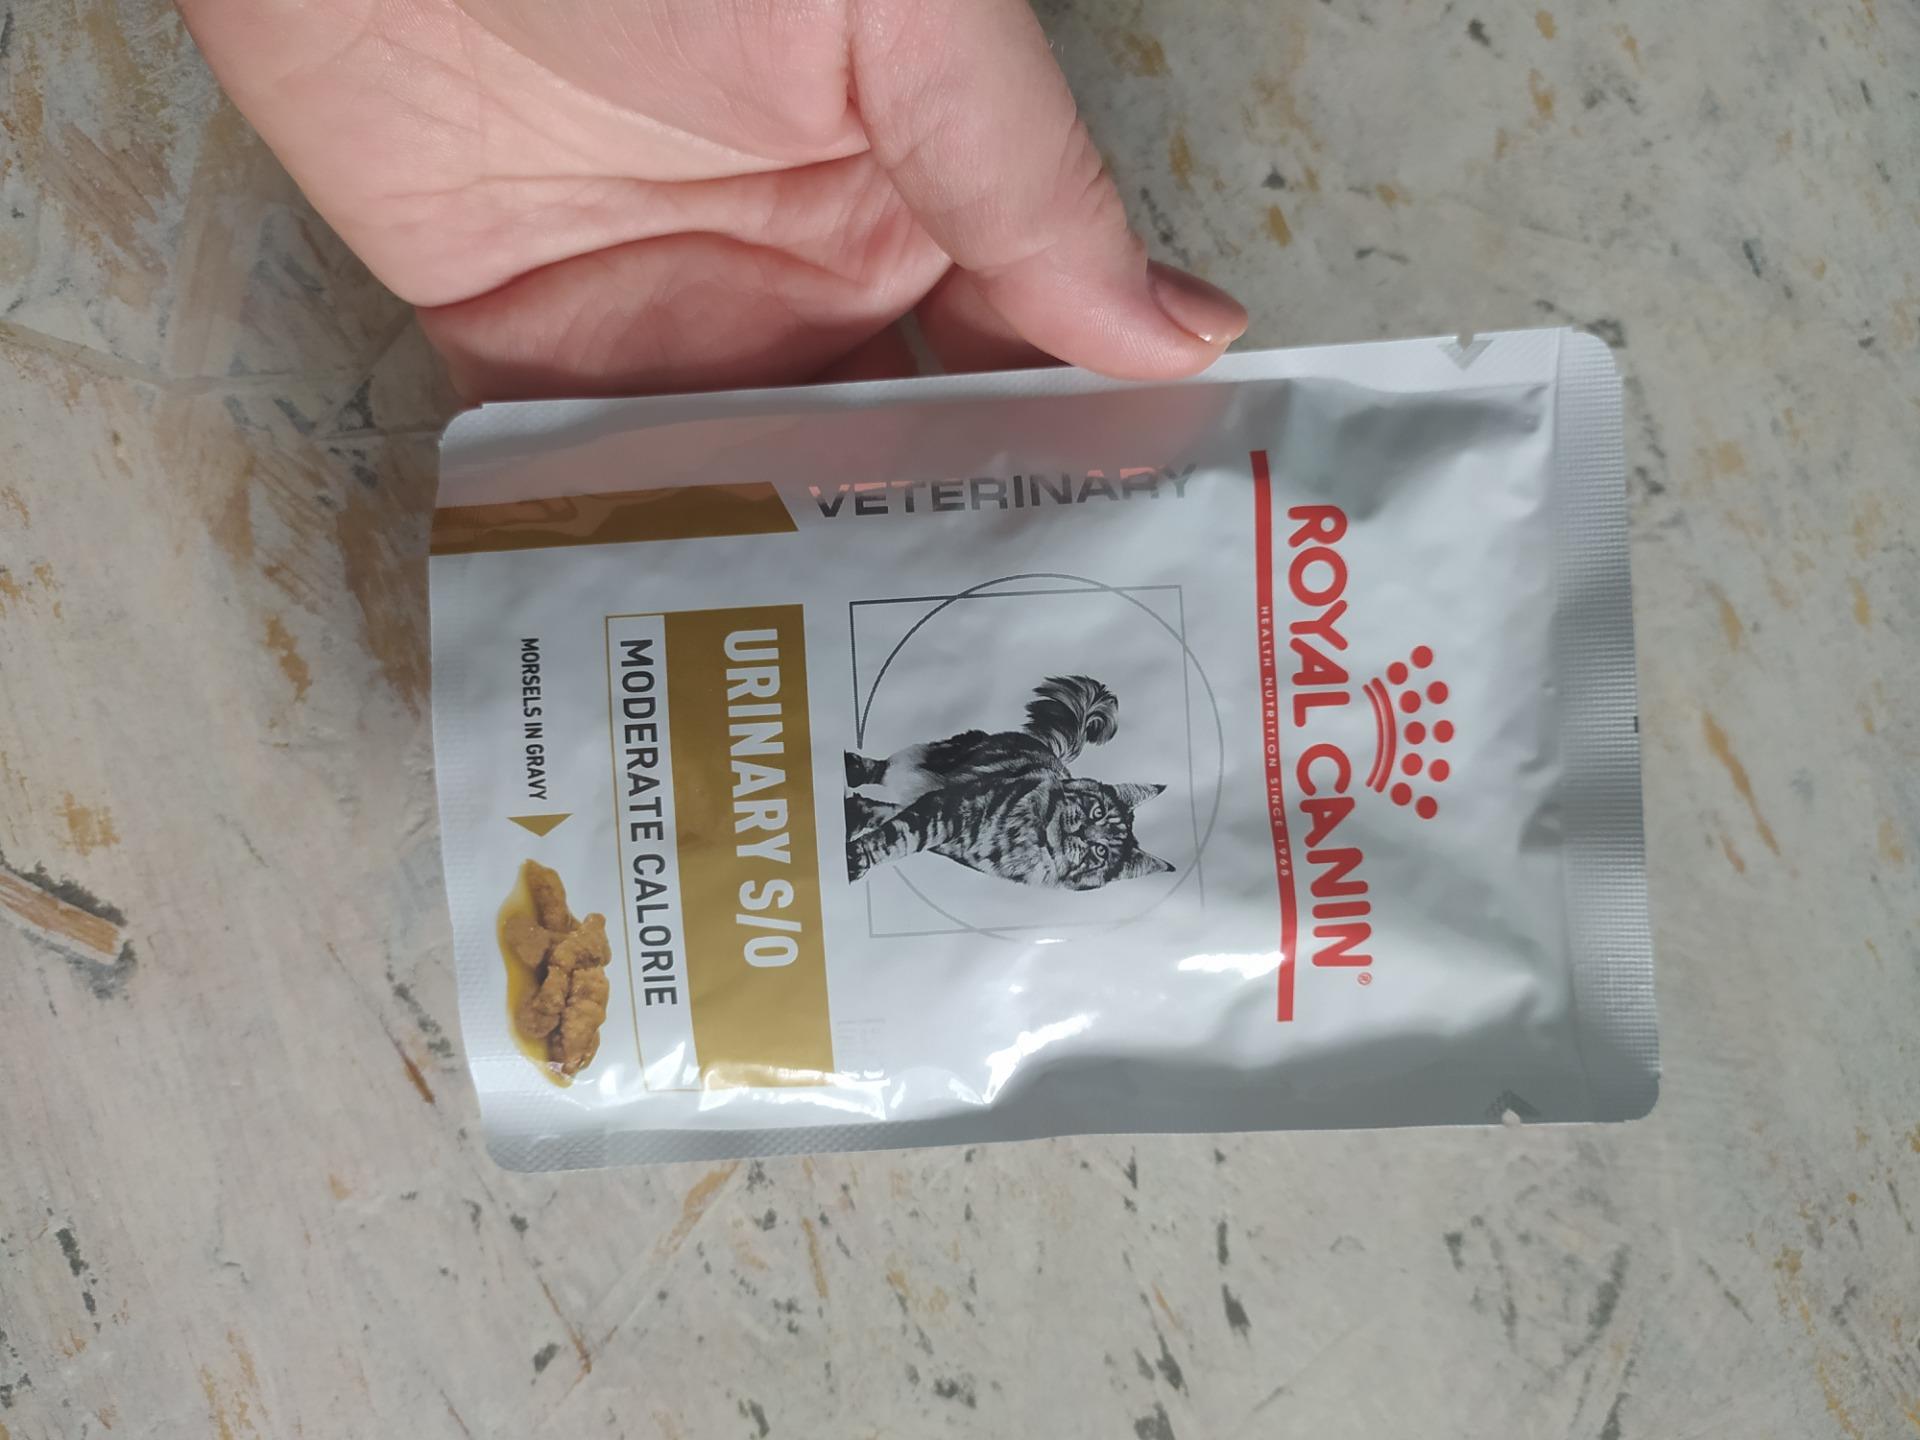 ROYAL CANIN®
HEALTH NUTRITION SINCE 1968
VETERINARY
URINARY S/O
MODERATE CALORIE
MORSELS IN GRAVY